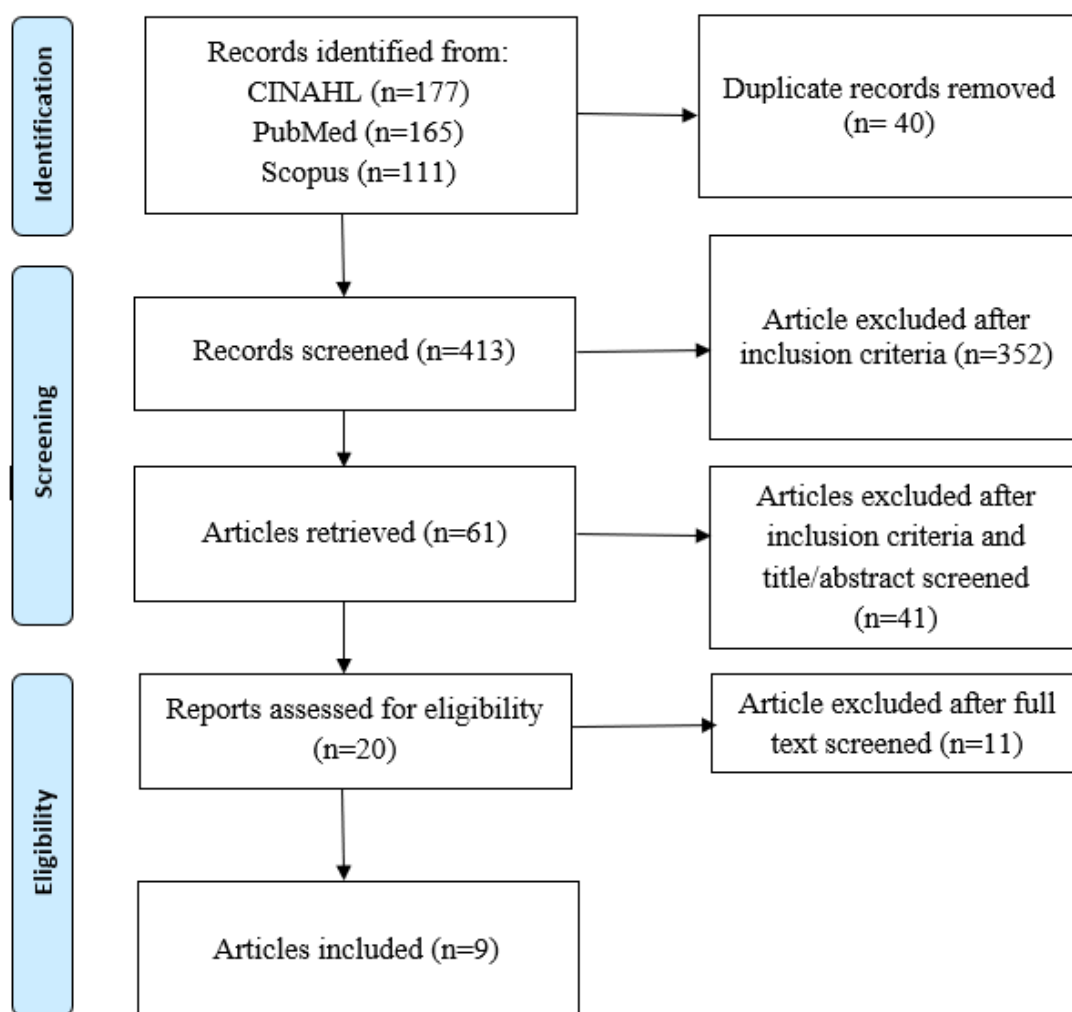 Identification
Records identified from:
CINAHL (n=177)
PubMed (n=165)
Scopus (n=111)
Duplicate records removed
(n= 40)
Screening
Records screened (n=413)
Article excluded after
inclusion criteria (n=352)
Articles retrieved (n=61)
Articles excluded after
inclusion criteria and
title/abstract screened
(n=41)
Eligibility
Reports assessed for eligibility
(n=20)
Article excluded after full
text screened (n=11)
Articles included (n=9)